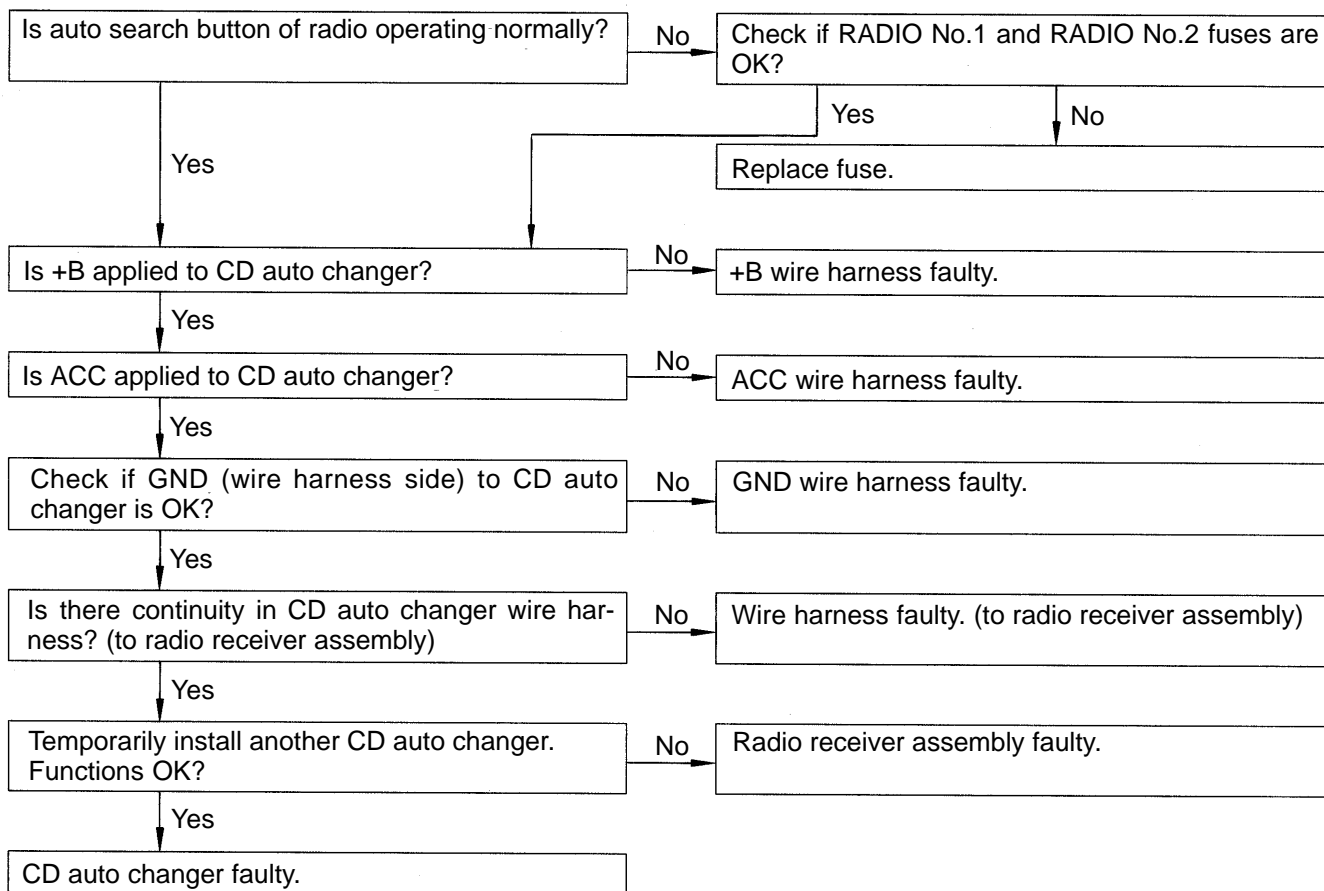 Is auto search button of radio operating normally?
No
Check if RADIO No.1 and RADIO No.2 fuses are
OK?
Yes
No
Yes
Replace fuse.
Is +B applied to CD auto changer?
No
+B wire harness faulty.
Yes
Is ACC applied to CD auto changer?
No
ACC wire harness faulty.
Yes
Check if GND (wire harness side) to CD auto
changer is OK?
No
GND wire harness faulty.
Yes
Is there continuity in CD auto changer wire har-
ness? (to radio receiver assembly)
No
Wire harness faulty. (to radio receiver assembly)
Yes
Temporarily install another CD auto changer.
Functions OK?
No
Radio receiver assembly faulty.
Yes
CD auto changer faulty.